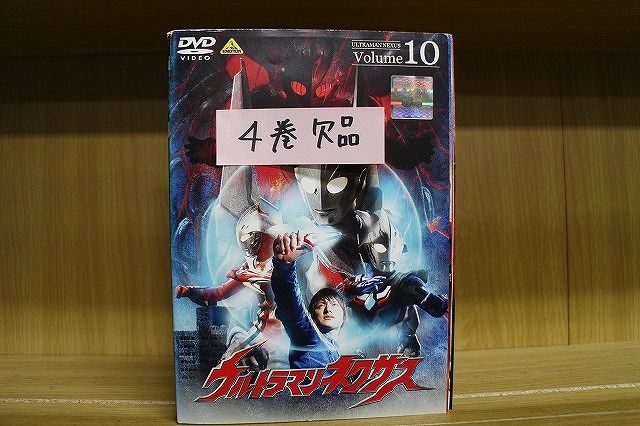 DVD
VIDEO
EMOTION
ULTRAMAN NEXUS
Volume 10
4巻 欠品
ウルトラマンネクサス